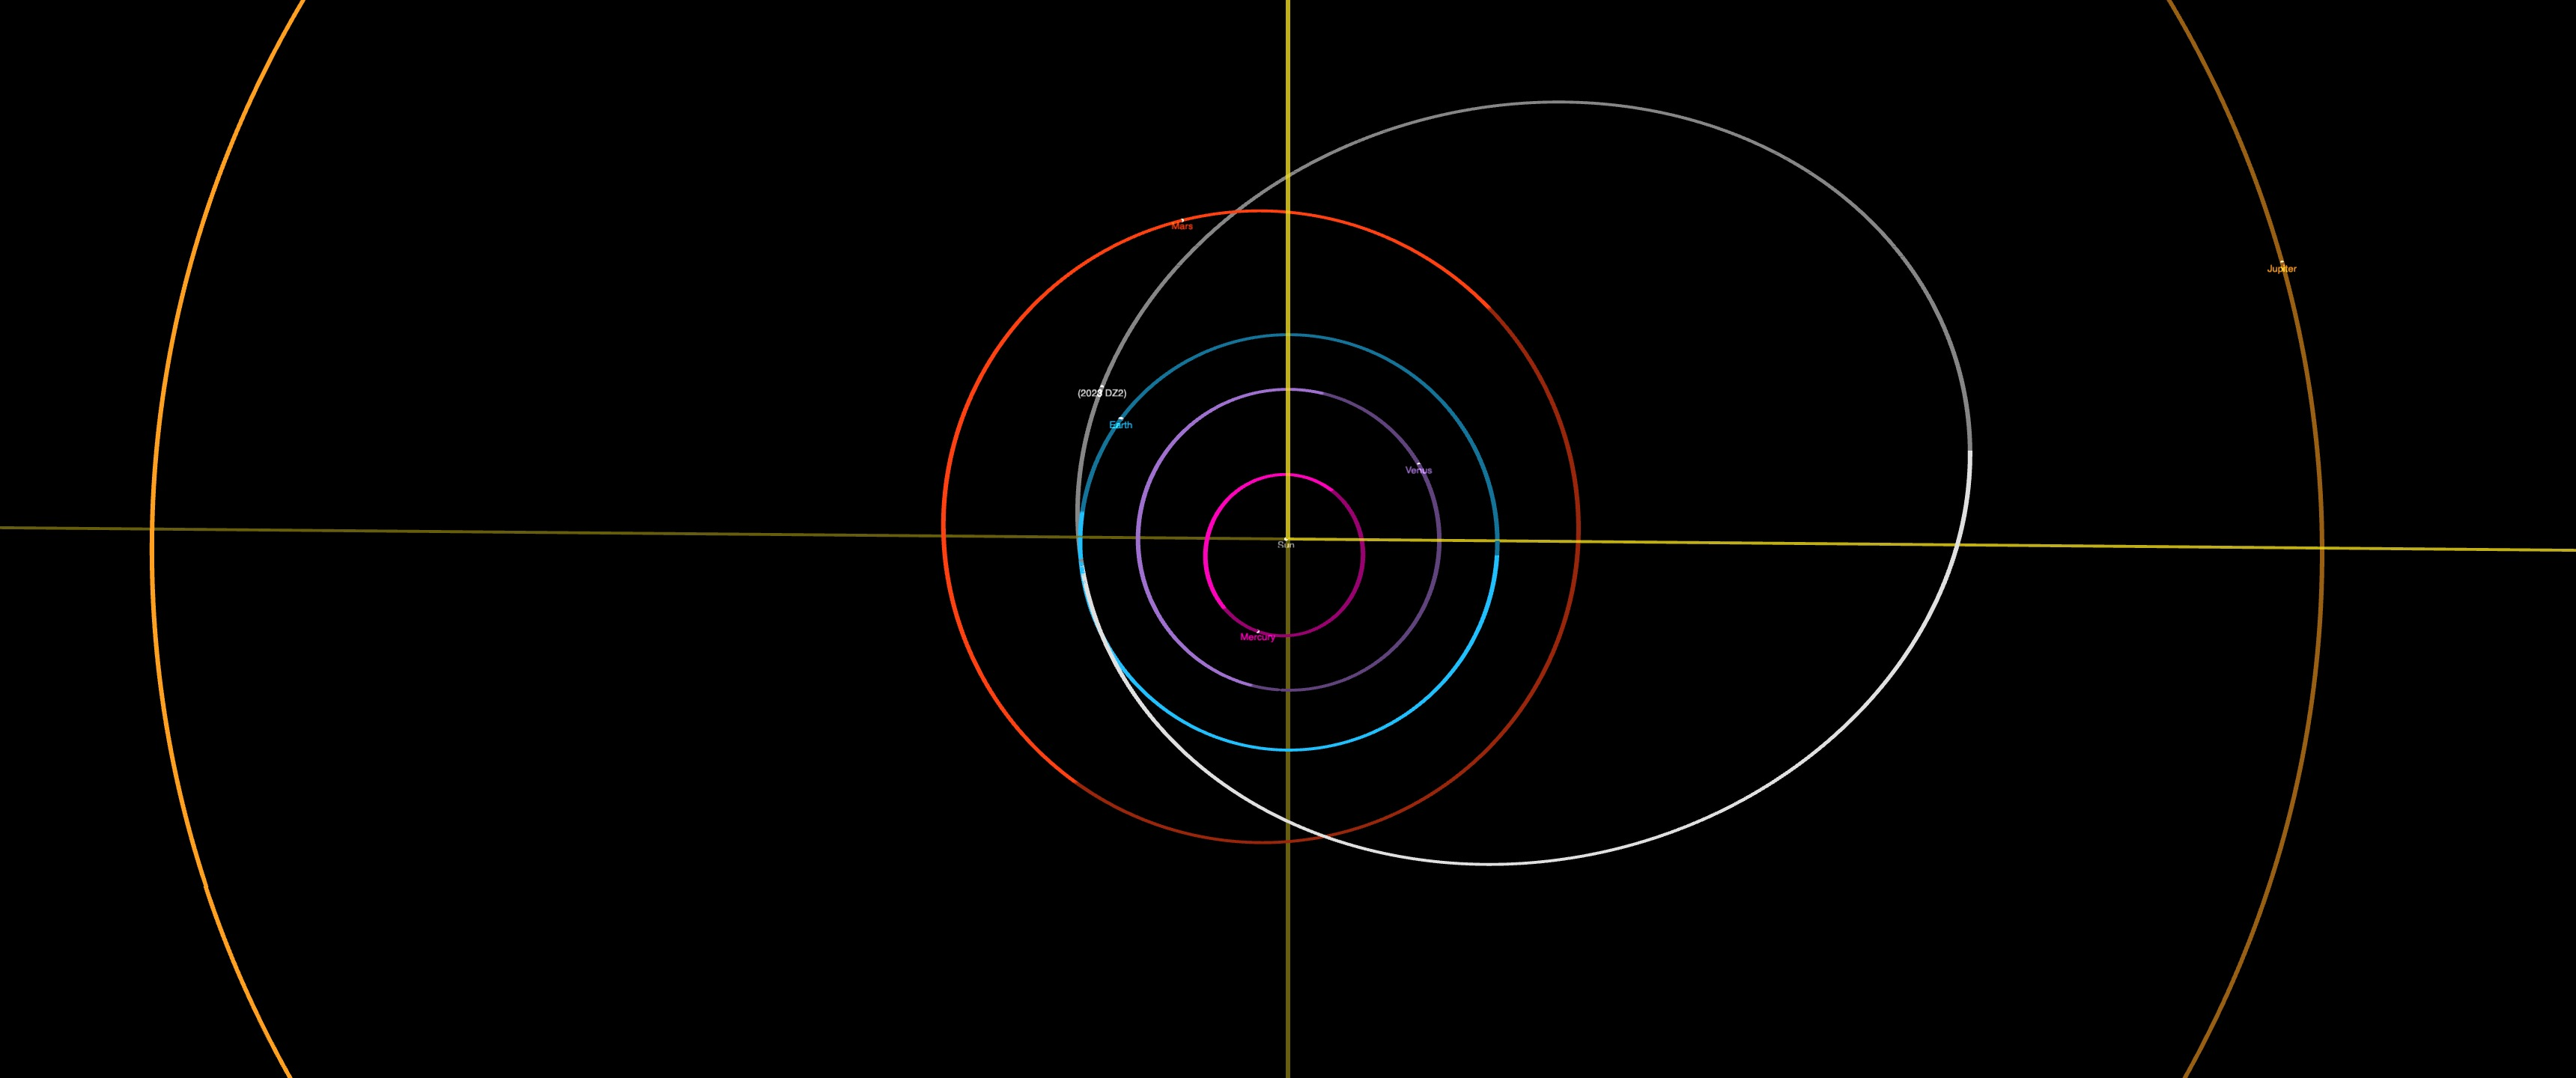 Mars
Jupiter
(2023 DZ2)
Earth
Venus
Sun
Mercury